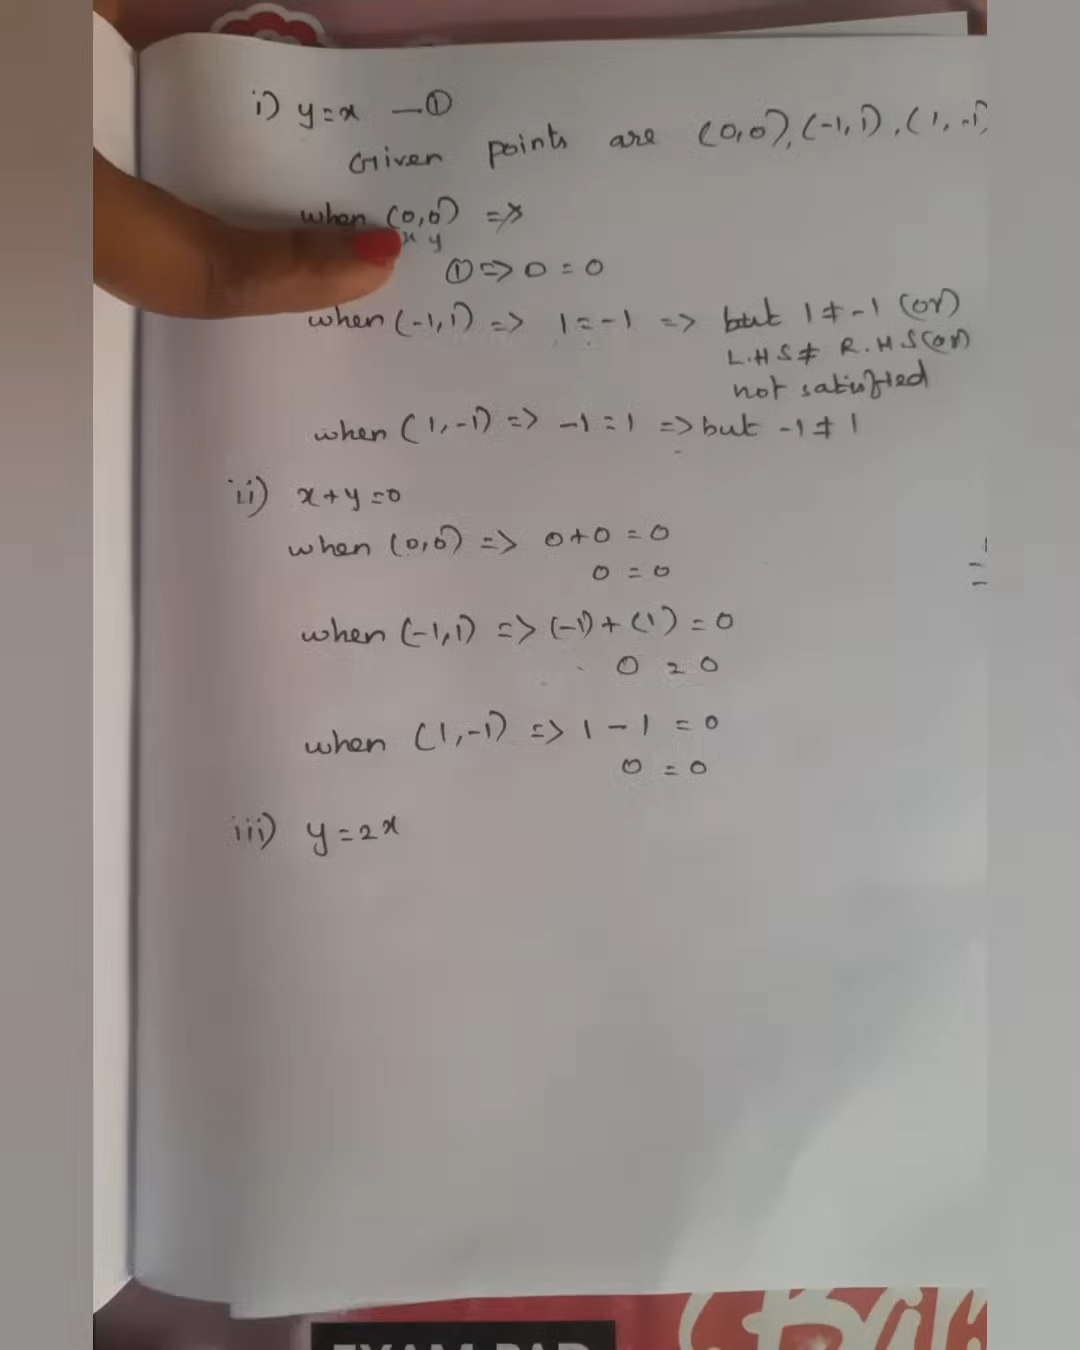 i) y=x —①
Given points are (0,0), (-1,1), (1,-1)
when (0,0) =>
x y
①=> 0 = 0
when (-1,1) => 1 = -1 => but 1 ≠ -1 (or)
L.H.S ≠ R.H.S (or)
not satisfied
when (1,-1) => -1 = 1 => but -1 ≠ 1
ii) x+y=0
when (0,0) => 0+0 = 0
0 = 0
when (-1,1) => (-1)+(1) = 0
0 = 0
when (1,-1) => 1 - 1 = 0
0 = 0
iii) y=2x
EXAM PAD